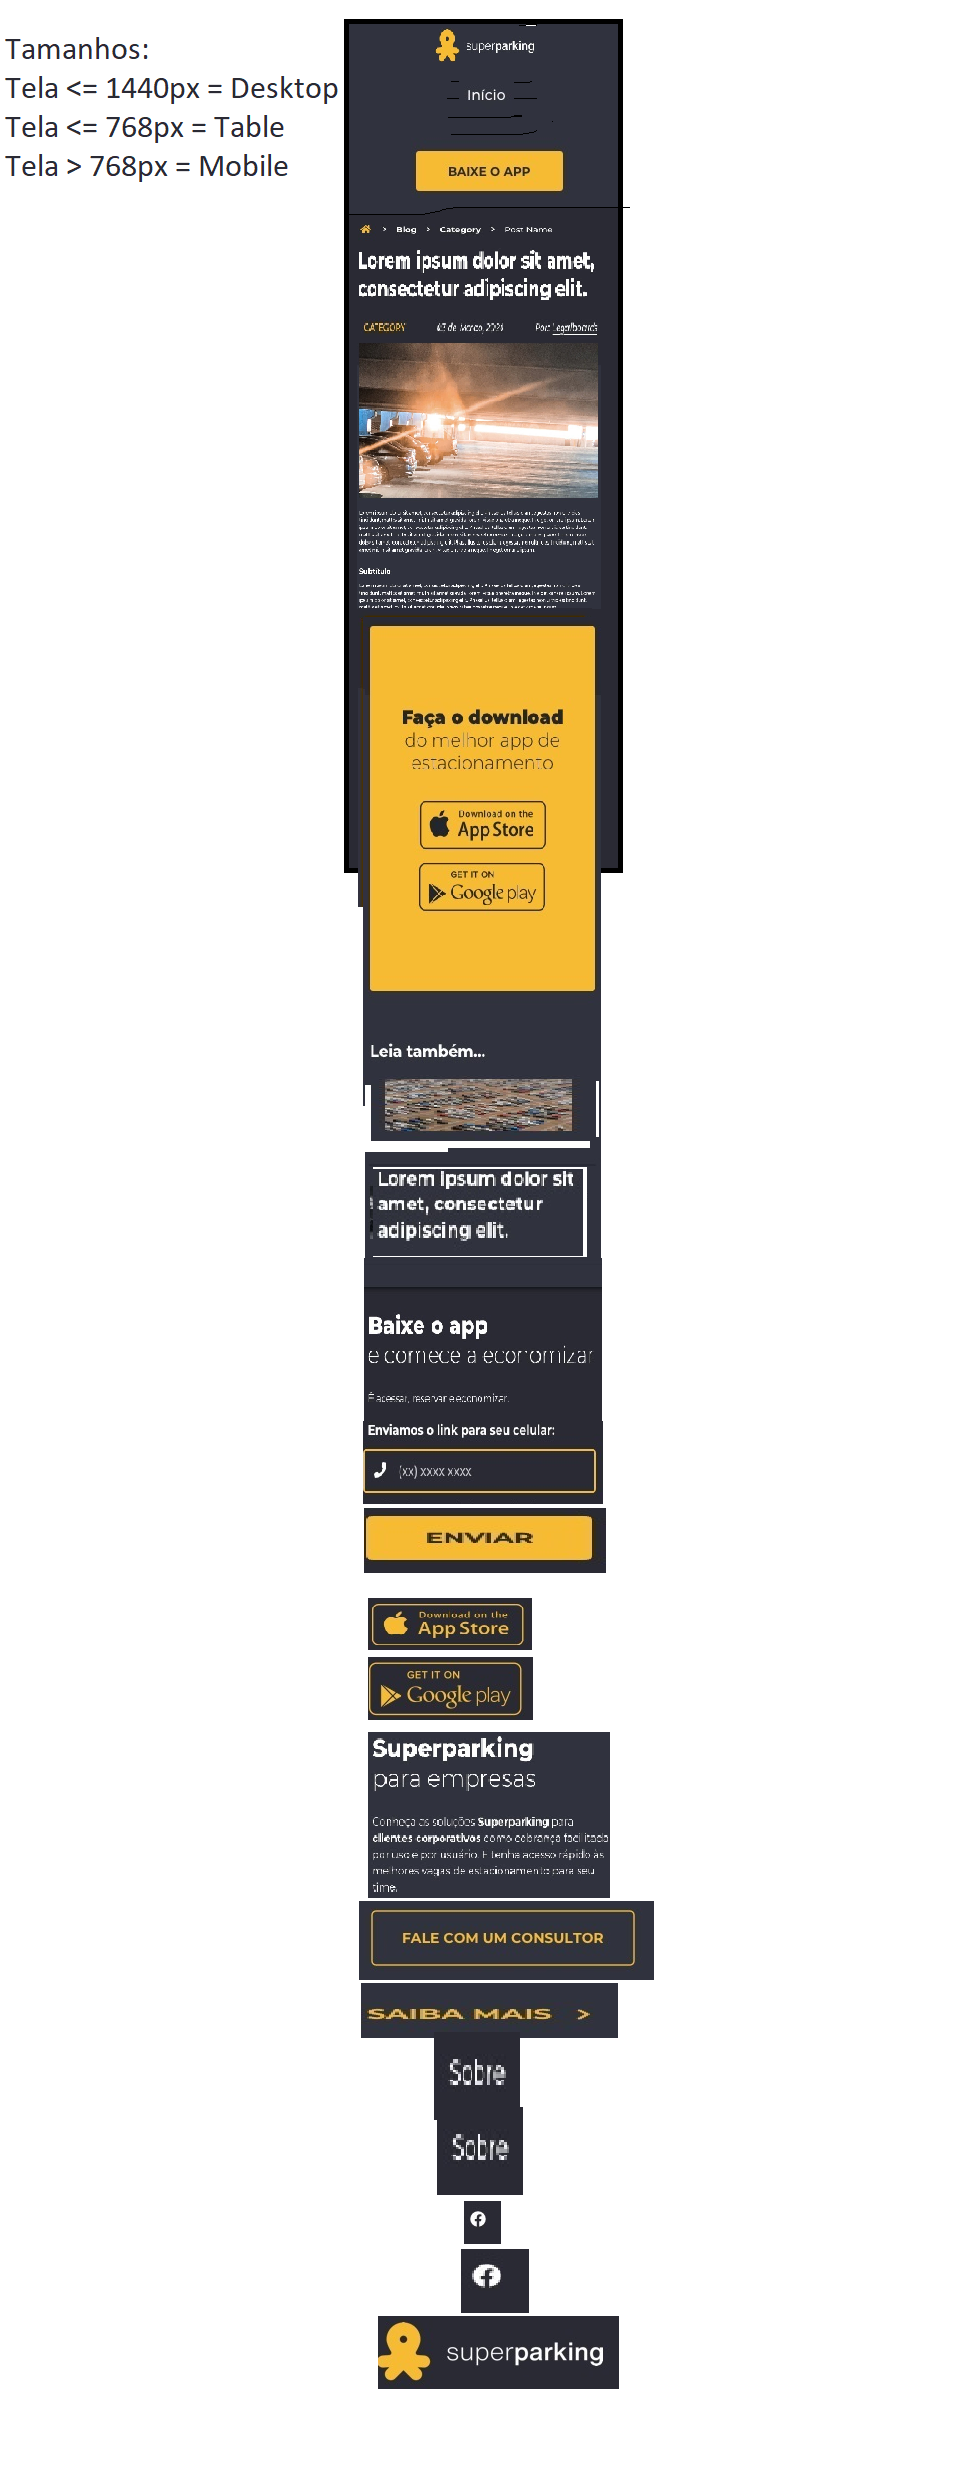 Tamanhos:
Tela <= 1440px = Desktop
Tela <= 768px = Table
Tela > 768px = Mobile
superparking
Início
BAIXE O APP
> Blog > Category > Post Name
Lorem ipsum dolor sit amet,
consectetur adipiscing elit.
CATEGORY 03 de Março, 2021 Por: Legalboards
Subtítulo
Faça o download
do melhor app de
estacionamento
Download on the
App Store
GET IT ON
Google play
Leia também...
Lorem ipsum dolor sit
amet, consectetur
adipiscing elit.
Baixe o app
e comece a economizar
É acessar, reservar e economizar.
Enviamos o link para seu celular:
(xx) xxxx xxxx
ENVIAR
Download on the
App Store
GET IT ON
Google play
Superparking
para empresas
Conheça as soluções Superparking para
clientes corporativos como cobrança facilitada
por uso e por usuário. E tenha acesso rápido às
melhores vagas de estacionamento para seu
time.
FALE COM UM CONSULTOR
SAIBA MAIS >
Sobre
Sobre
superparking